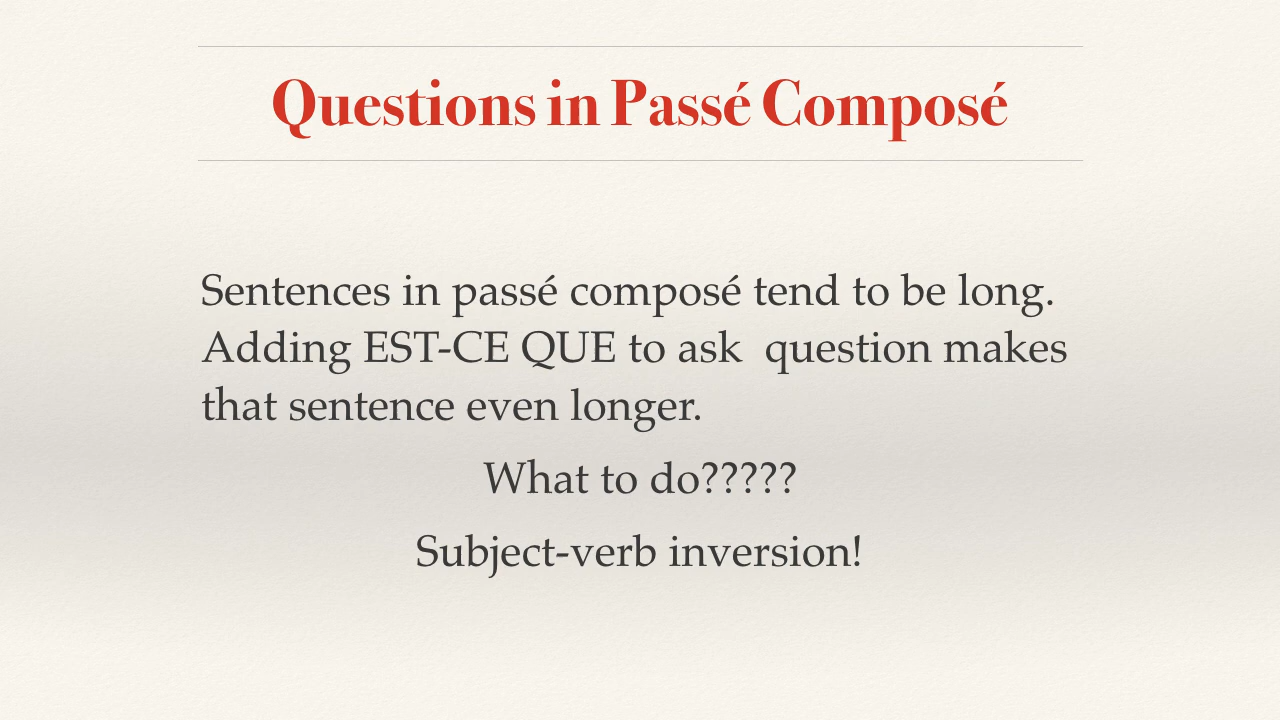 Questions in Passé Composé
Sentences in passé composé tend to be long.
Adding EST-CE QUE to ask  question makes
that sentence even longer.
What to do?????
Subject-verb inversion!